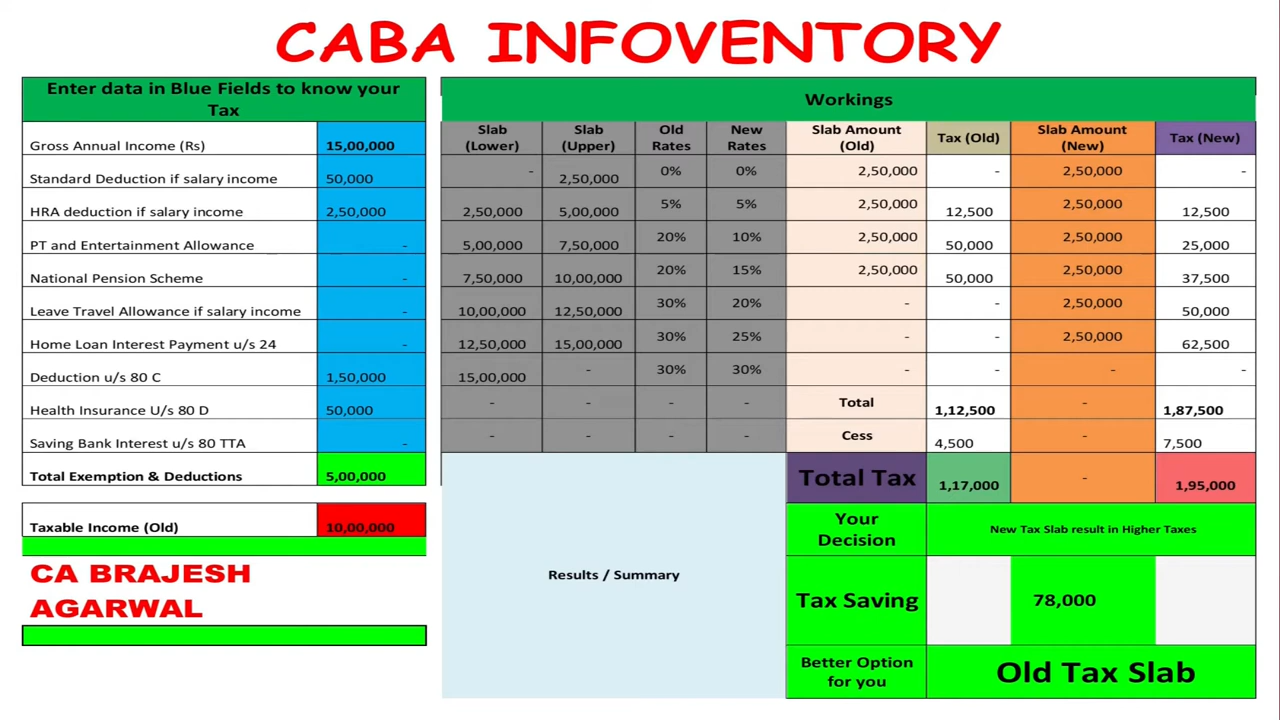 CABA INFOVENTORY
Enter data in Blue Fields to know your
Tax
Gross Annual Income (Rs) 15,00,000
Standard Deduction if salary income 50,000
HRA deduction if salary income 2,50,000
PT and Entertainment Allowance -
National Pension Scheme -
Leave Travel Allowance if salary income -
Home Loan Interest Payment u/s 24 -
Deduction u/s 80 C 1,50,000
Health Insurance U/s 80 D 50,000
Saving Bank Interest u/s 80 TTA -
Total Exemption & Deductions 5,00,000
Taxable Income (Old) 10,00,000
CA BRAJESH
AGARWAL
Workings
Slab (Lower) Slab (Upper) Old Rates New Rates Slab Amount (Old) Tax (Old) Slab Amount (New) Tax (New)
- 2,50,000 0% 0% 2,50,000 - 2,50,000 -
2,50,000 5,00,000 5% 5% 2,50,000 12,500 2,50,000 12,500
5,00,000 7,50,000 20% 10% 2,50,000 50,000 2,50,000 25,000
7,50,000 10,00,000 20% 15% 2,50,000 50,000 2,50,000 37,500
10,00,000 12,50,000 30% 20% - - 2,50,000 50,000
12,50,000 15,00,000 30% 25% - - 2,50,000 62,500
15,00,000 - 30% 30% - - - -
- - - - Total 1,12,500 - 1,87,500
- - - - Cess 4,500 - 7,500
Total Tax 1,17,000 - 1,95,000
Results / Summary
Your
Decision
New Tax Slab result in Higher Taxes
Tax Saving 78,000
Better Option
for you
Old Tax Slab